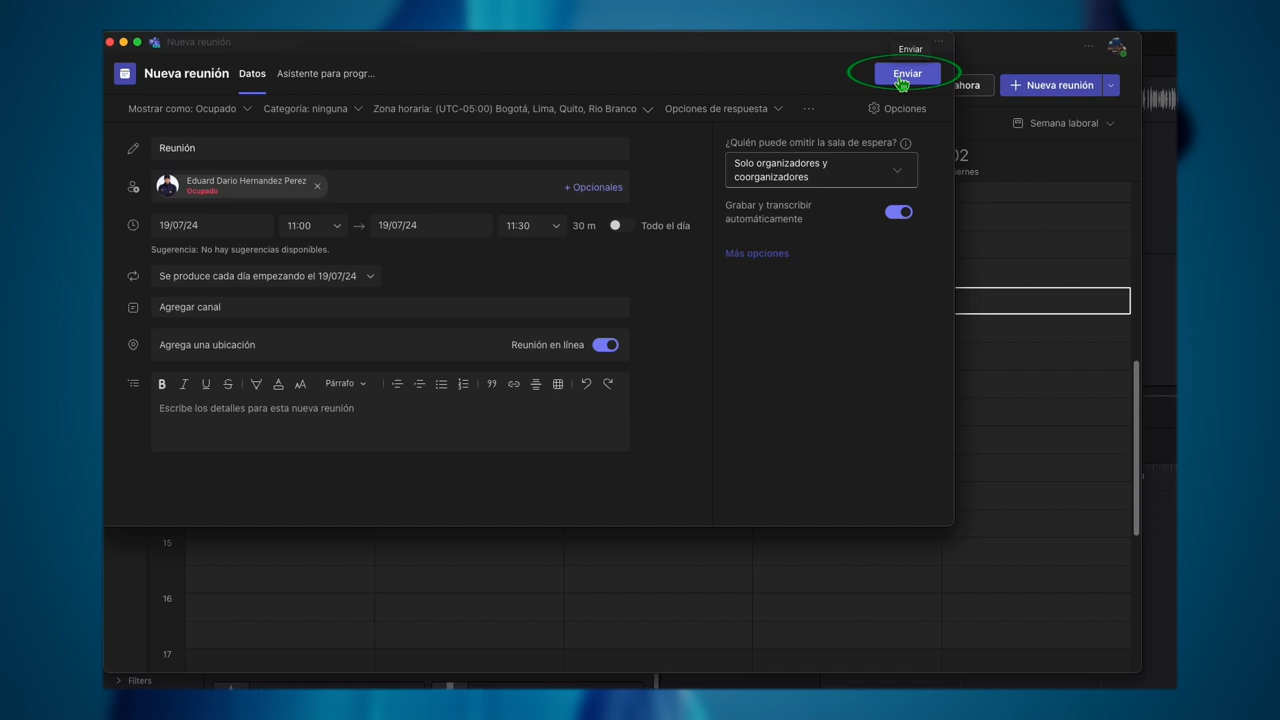 Nueva reunión
Enviar
Nueva reunión Datos Asistente para progr... Enviar
ahora Nueva reunión
Mostrar como: Ocupado Categoría: ninguna Zona horaria: (UTC-05:00) Bogotá, Lima, Quito, Rio Branco Opciones de respuesta ... Opciones
Semana laboral
Reunión
¿Quién puede omitir la sala de espera?
02
Solo organizadores y
coorganizadores
Eduard Dario Hernandez Perez
Ocupado
+ Opcionales
Grabar y transcribir
automáticamente
19/07/24 11:00 → 19/07/24 11:30 30 m Todo el día
Sugerencia: No hay sugerencias disponibles.
Más opciones
Se produce cada día empezando el 19/07/24
Agregar canal
Agrega una ubicación Reunión en línea
Párrafo
Escribe los detalles para esta nueva reunión
15
16
17
Filters